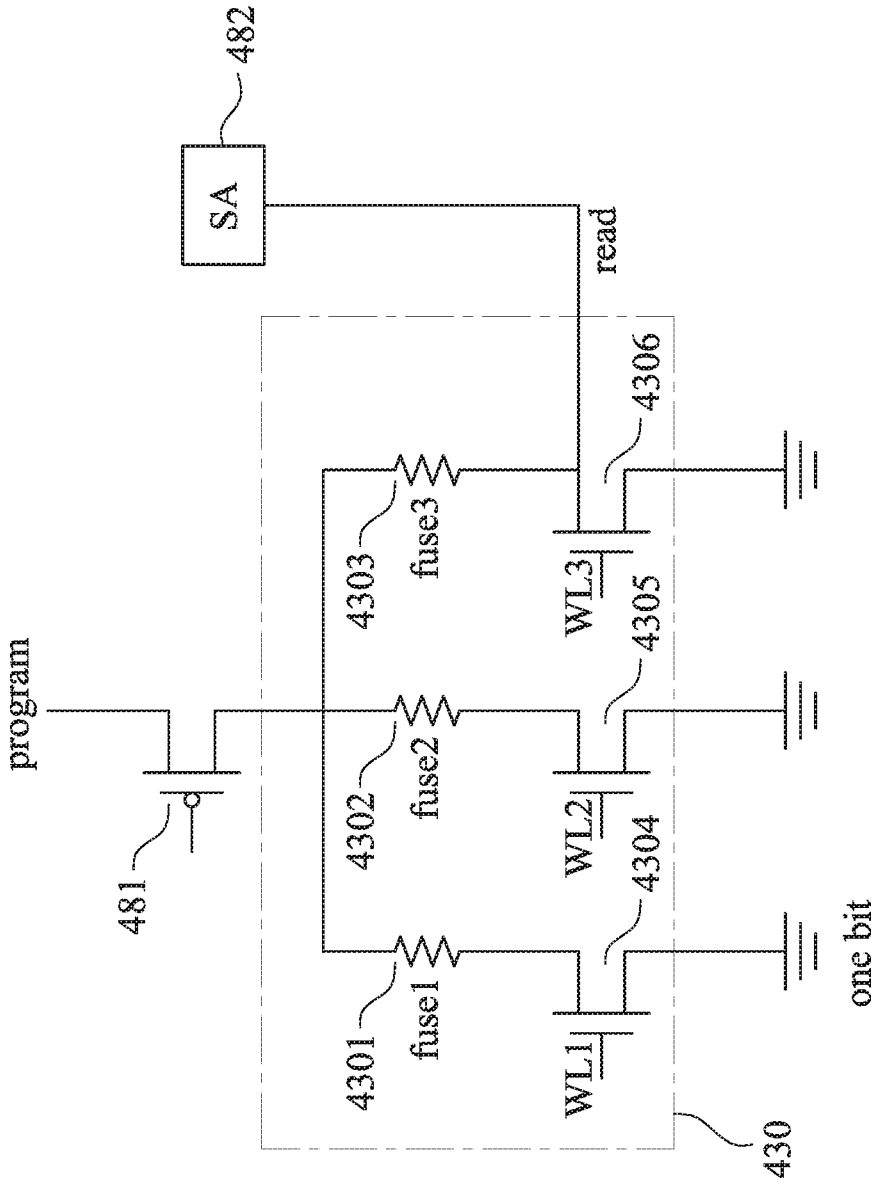 program
481
482
SA
4301
fuse1
4302
fuse2
4303
fuse3
read
WL1
4304
WL2
4305
WL3
4306
430
one bit